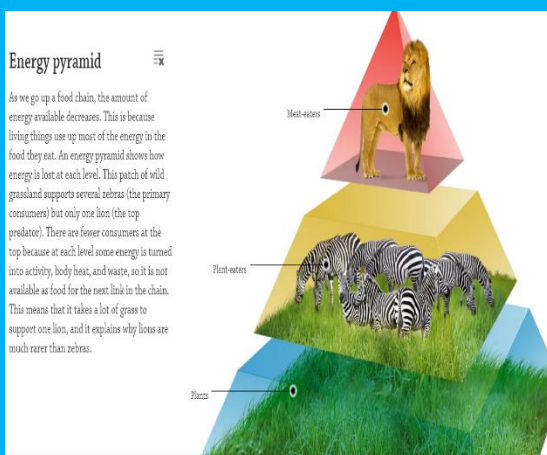 Energy pyramid
As we go up a food chain, the amount of
energy available decreases. This is because
living things use up most of the energy in the
food they eat. An energy pyramid shows how
energy is lost at each level. This patch of wild
grassland supports several zebras (the primary
consumers) but only one lion (the top
predator). There are fewer consumers at the
top because at each level some energy is turned
into activity, body heat, and waste, so it is not
available as food for the next link in the chain.
This means that it takes a lot of grass to
support one lion, and it explains why lions are
much rarer than zebras.
Meat-eaters
Plant-eaters
Plants